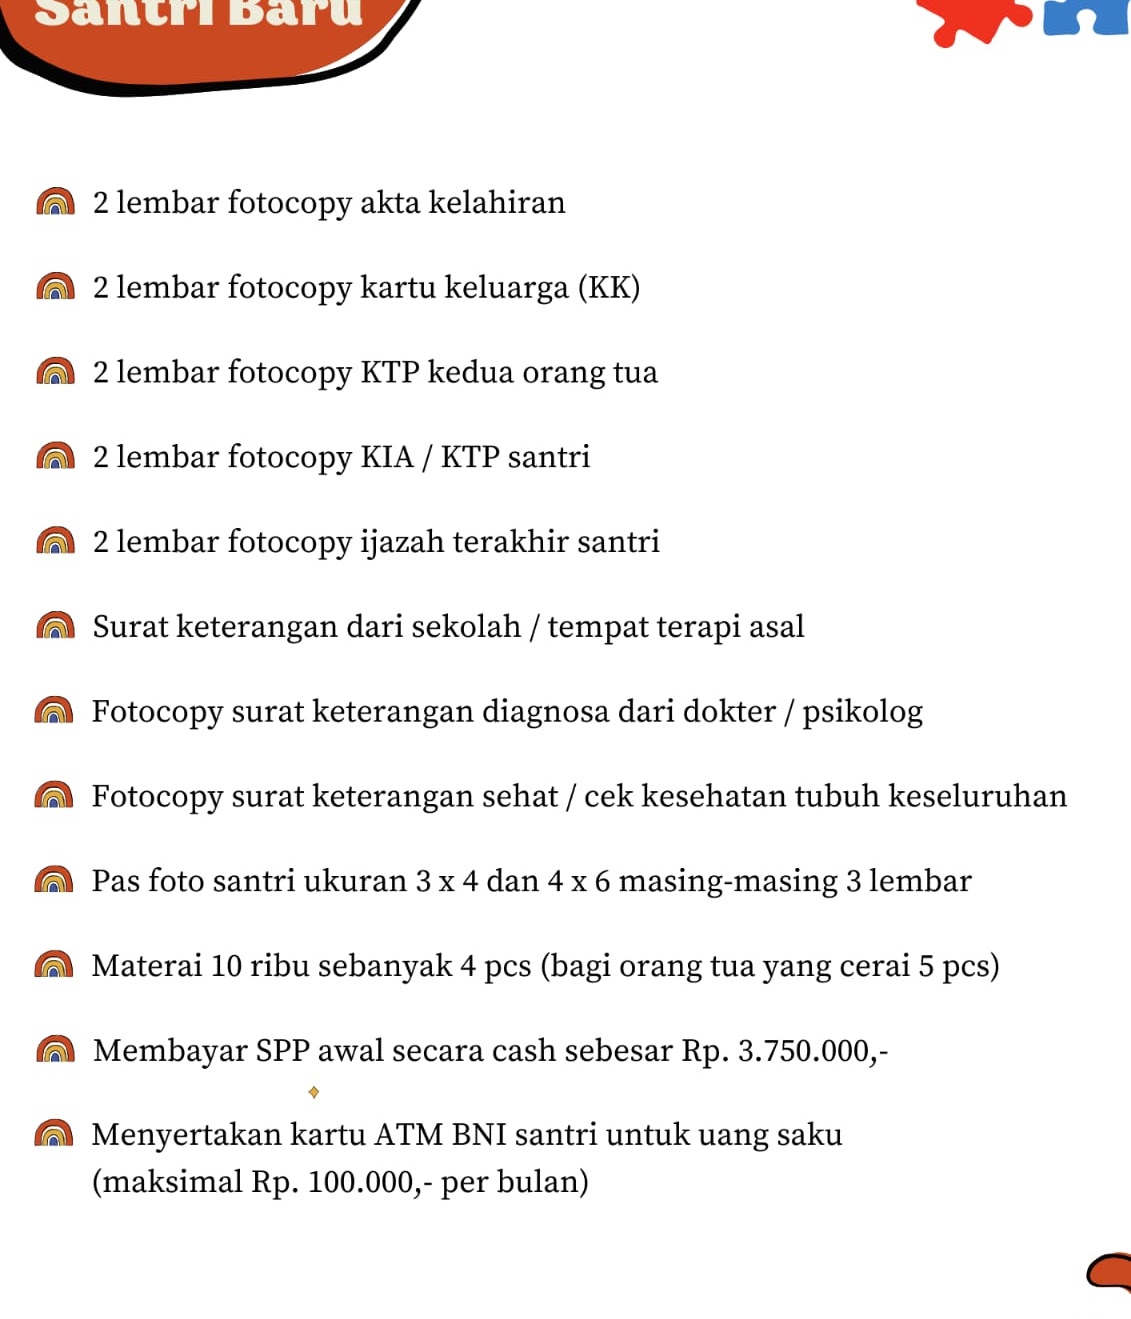 Santri Baru
2 lembar fotocopy akta kelahiran
2 lembar fotocopy kartu keluarga (KK)
2 lembar fotocopy KTP kedua orang tua
2 lembar fotocopy KIA / KTP santri
2 lembar fotocopy ijazah terakhir santri
Surat keterangan dari sekolah / tempat terapi asal
Fotocopy surat keterangan diagnosa dari dokter / psikolog
Fotocopy surat keterangan sehat / cek kesehatan tubuh keseluruhan
Pas foto santri ukuran 3 x 4 dan 4 x 6 masing-masing 3 lembar
Materai 10 ribu sebanyak 4 pcs (bagi orang tua yang cerai 5 pcs)
Membayar SPP awal secara cash sebesar Rp. 3.750.000,-
Menyertakan kartu ATM BNI santri untuk uang saku
(maksimal Rp. 100.000,- per bulan)